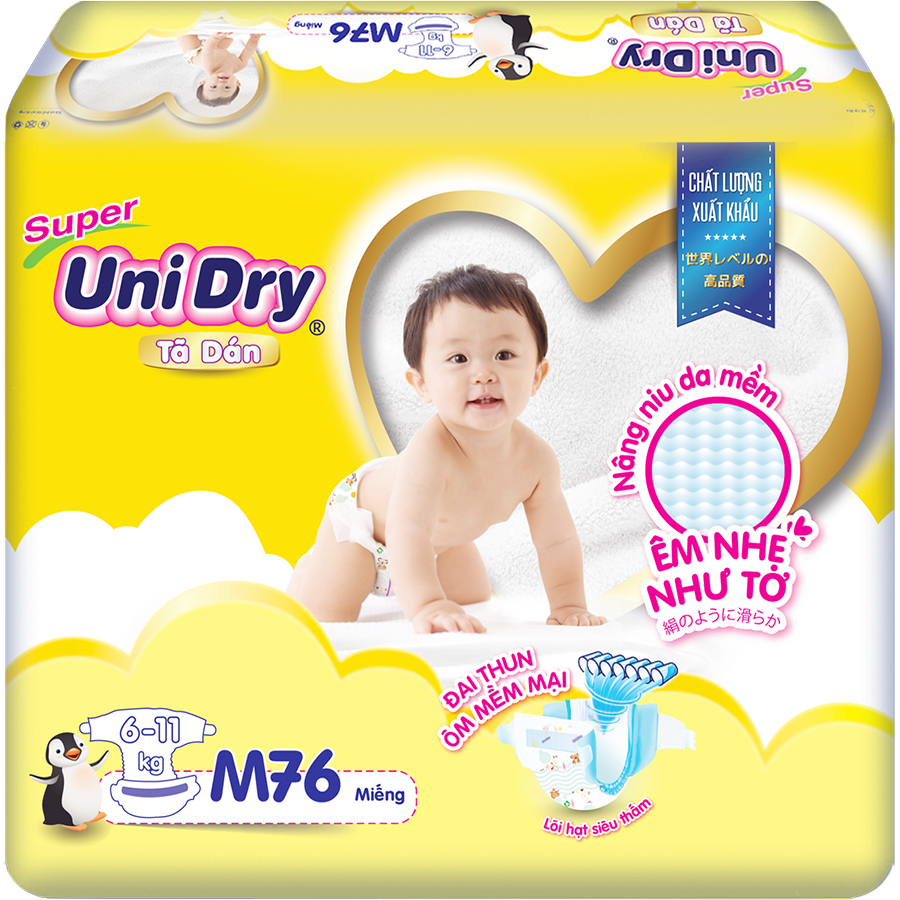 Miếng
M76
6-11
kg
Tã Dán
Super
UniDry®
CHẤT LƯỢNG
XUẤT KHẨU
世界レベルの
高品質
Super
UniDry®
Tã Dán
Nâng niu da mềm
ÊM NHẸ
NHƯ TƠ
絹のように滑らか
ĐAI THUN
ÔM MỀM MẠI
6-11
kg
M76 Miếng
Lõi hạt siêu thấm